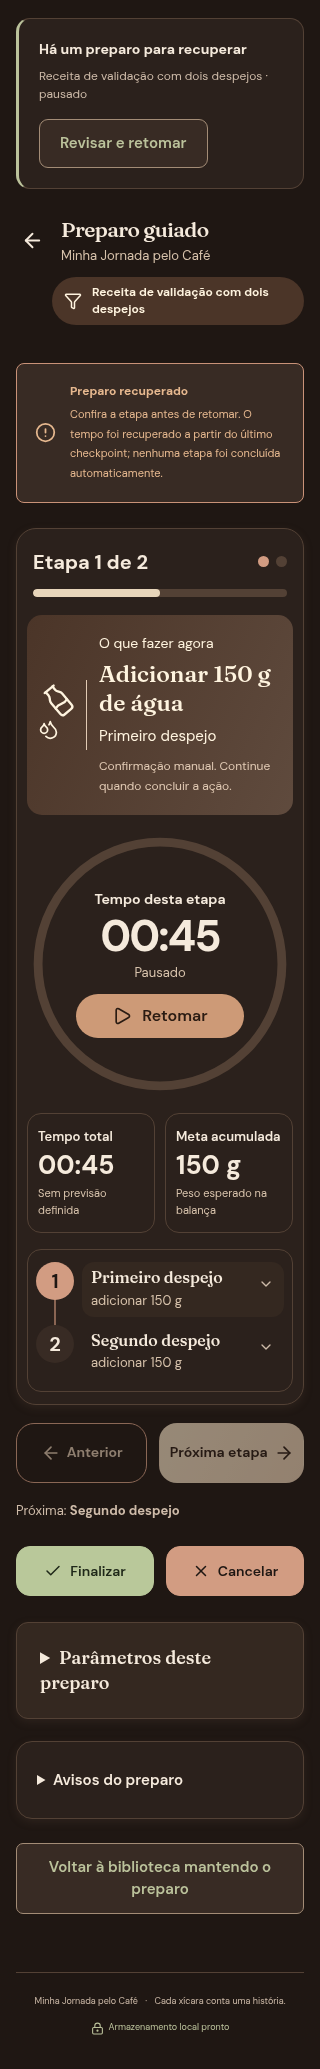 Há um preparo para recuperar
Receita de validação com dois despejos ·
pausado
Revisar e retomar
Preparo guiado
Minha Jornada pelo Café
Receita de validação com dois
despejos
Preparo recuperado
Confira a etapa antes de retomar. O
tempo foi recuperado a partir do último
checkpoint; nenhuma etapa foi concluída
automaticamente.
Etapa 1 de 2
O que fazer agora
Adicionar 150 g
de água
Primeiro despejo
Confirmação manual. Continue
quando concluir a ação.
Tempo desta etapa
00:45
Pausado
Retomar
Tempo total
00:45
Sem previsão
definida
Meta acumulada
150 g
Peso esperado na
balança
1
Primeiro despejo
adicionar 150 g
2
Segundo despejo
adicionar 150 g
Anterior
Próxima etapa
Próxima: Segundo despejo
Finalizar
Cancelar
Parâmetros deste
preparo
Avisos do preparo
Voltar à biblioteca mantendo o
preparo
Minha Jornada pelo Café · Cada xícara conta uma história.
Armazenamento local pronto